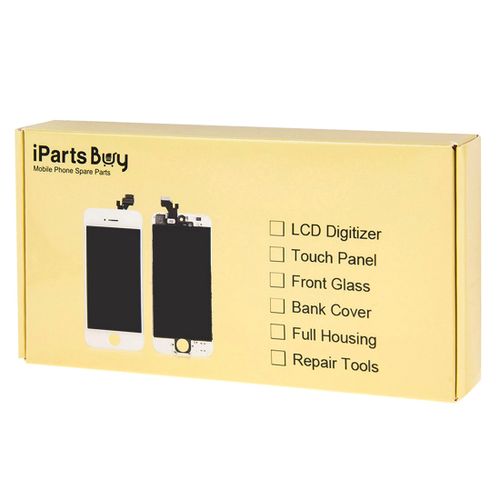 iParts Buy
Mobile Phone Spare Parts
LCD Digitizer
Touch Panel
Front Glass
Bank Cover
Full Housing
Repair Tools